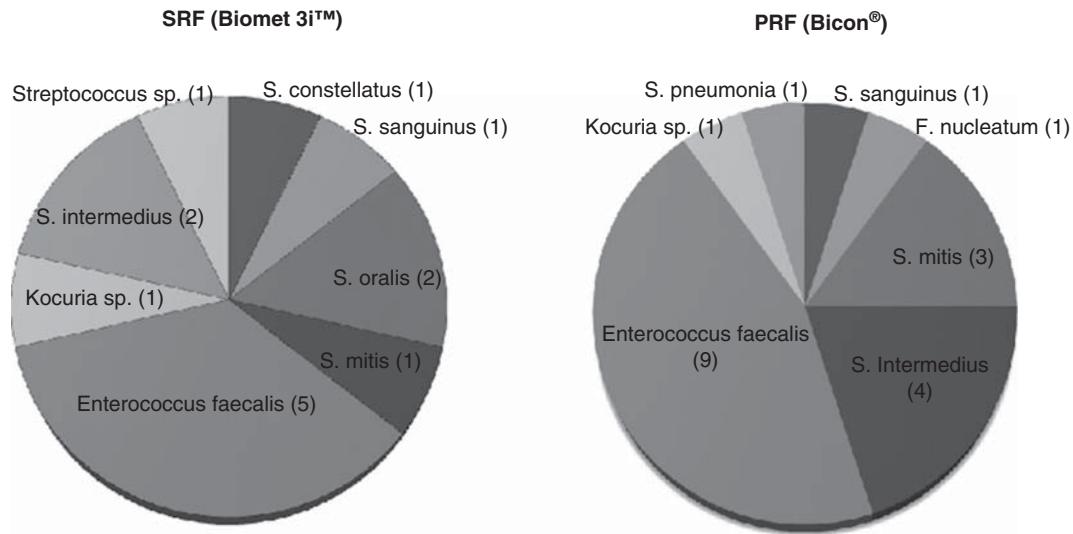 SRF (Biomet 3i™)
Streptococcus sp. (1)
S. constellatus (1)
S. sanguinus (1)
S. intermedius (2)
S. oralis (2)
Kocuria sp. (1)
S. mitis (1)
Enterococcus faecalis (5)
PRF (Bicon®)
S. pneumonia (1)
S. sanguinus (1)
Kocuria sp. (1)
F. nucleatum (1)
S. mitis (3)
Enterococcus faecalis
(9)
S. Intermedius
(4)